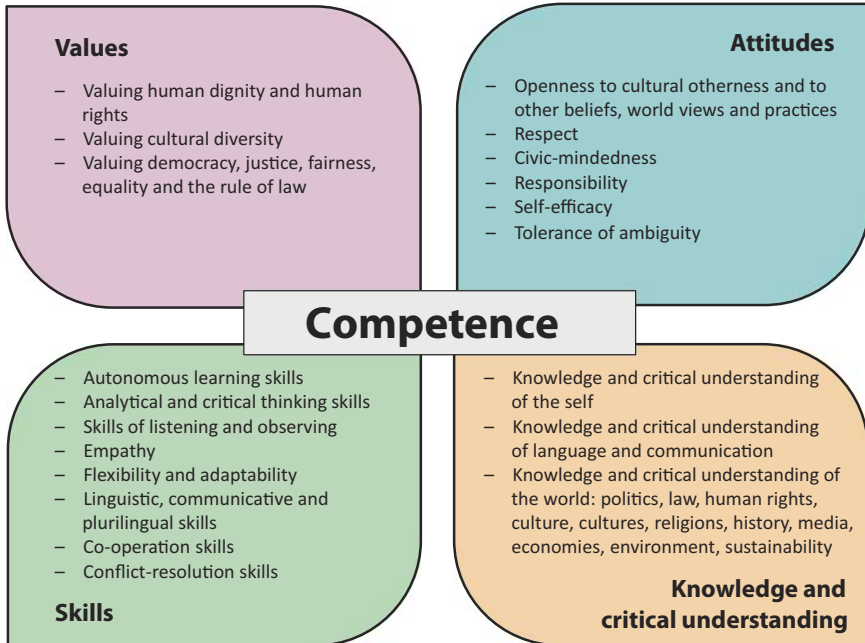 Values
– Valuing human dignity and human
rights
– Valuing cultural diversity
– Valuing democracy, justice, fairness,
equality and the rule of law
Attitudes
– Openness to cultural otherness and to
other beliefs, world views and practices
– Respect
– Civic-mindedness
– Responsibility
– Self-efficacy
– Tolerance of ambiguity
Competence
– Autonomous learning skills
– Analytical and critical thinking skills
– Skills of listening and observing
– Empathy
– Flexibility and adaptability
– Linguistic, communicative and
plurilingual skills
– Co-operation skills
– Conflict-resolution skills
Skills
– Knowledge and critical understanding
of the self
– Knowledge and critical understanding
of language and communication
– Knowledge and critical understanding of
the world: politics, law, human rights,
culture, cultures, religions, history, media,
economies, environment, sustainability
Knowledge and
critical understanding